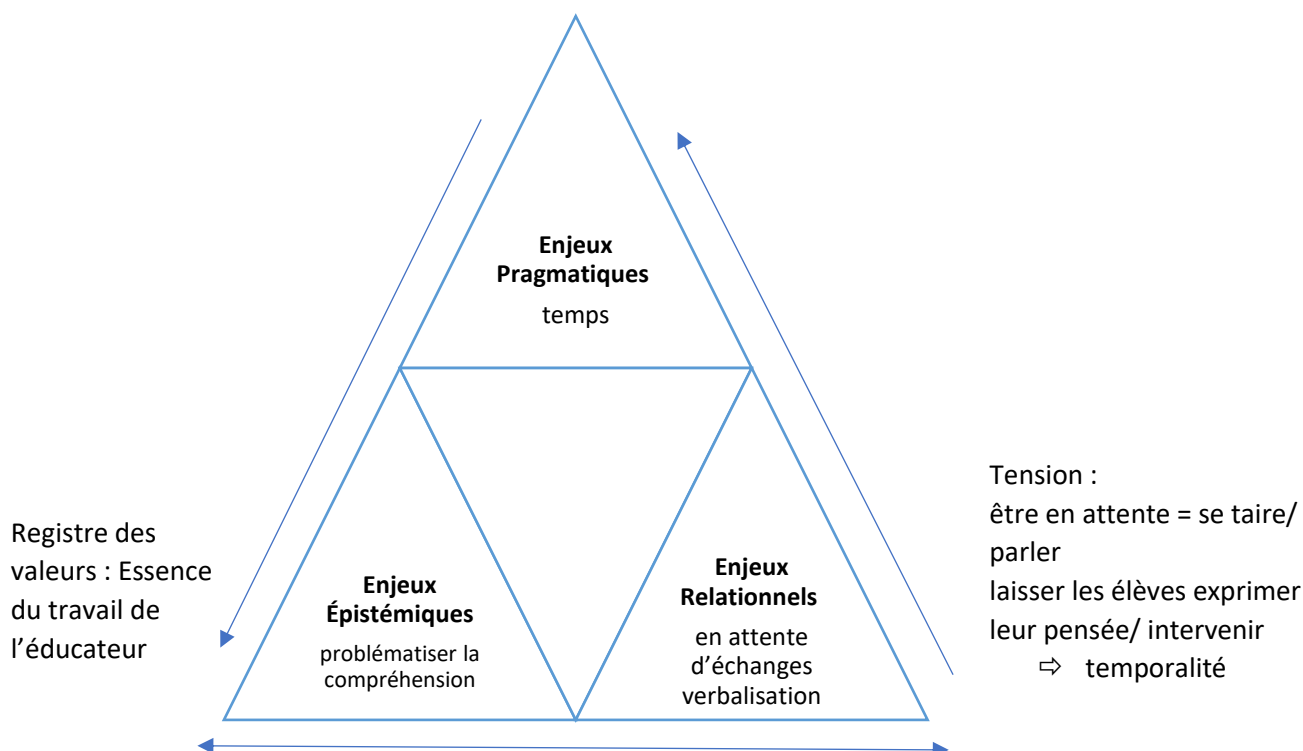 Enjeux
Pragmatiques
temps
Registre des
valeurs : Essence
du travail de
l’éducateur
Enjeux
Épistémiques
problématiser la
compréhension
Enjeux
Relationnels
en attente
d’échanges
verbalisation
Tension :
être en attente = se taire/
parler
laisser les élèves exprimer
leur pensée/ intervenir
⇨ temporalité